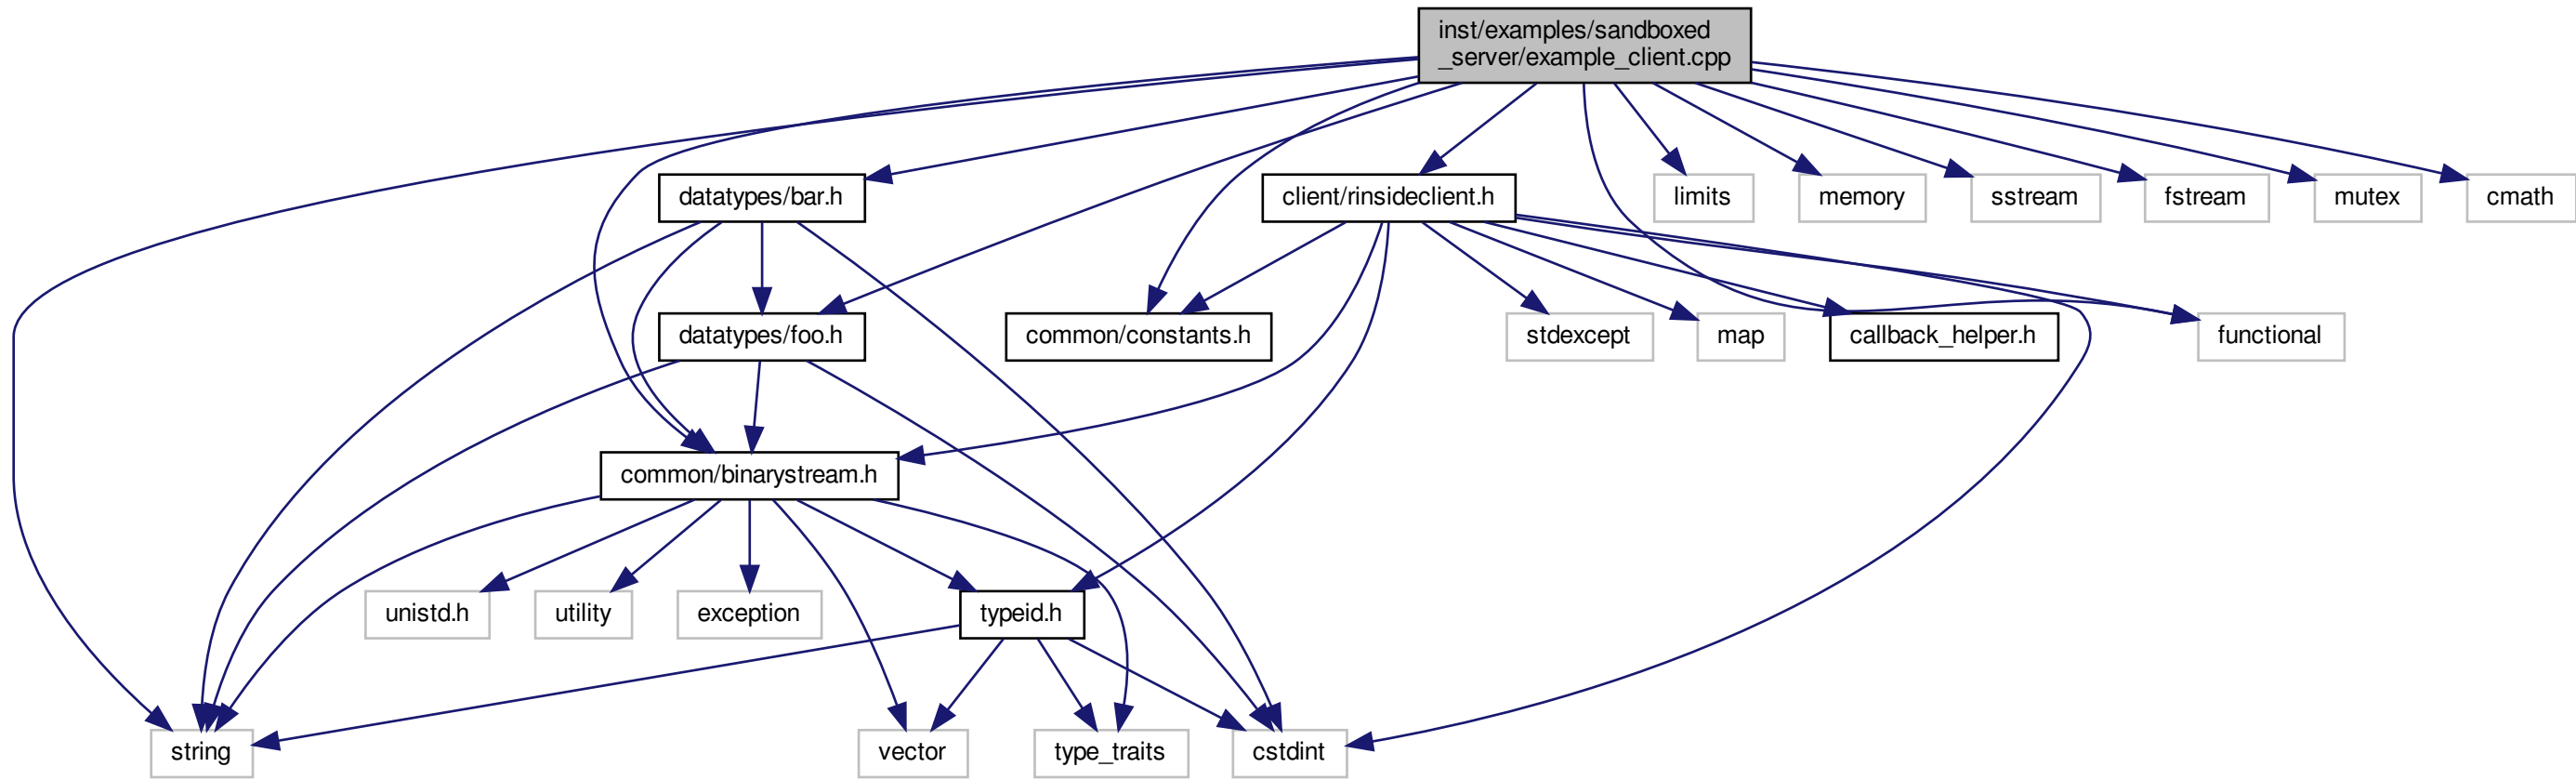 inst/examples/sandboxed
_server/example_client.cpp
datatypes/bar.h
client/rinsideclient.h
limits
memory
sstream
fstream
mutex
cmath
datatypes/foo.h
common/constants.h
stdexcept
map
callback_helper.h
functional
common/binarystream.h
unistd.h
utility
exception
typeid.h
string
vector
type_traits
cstdint